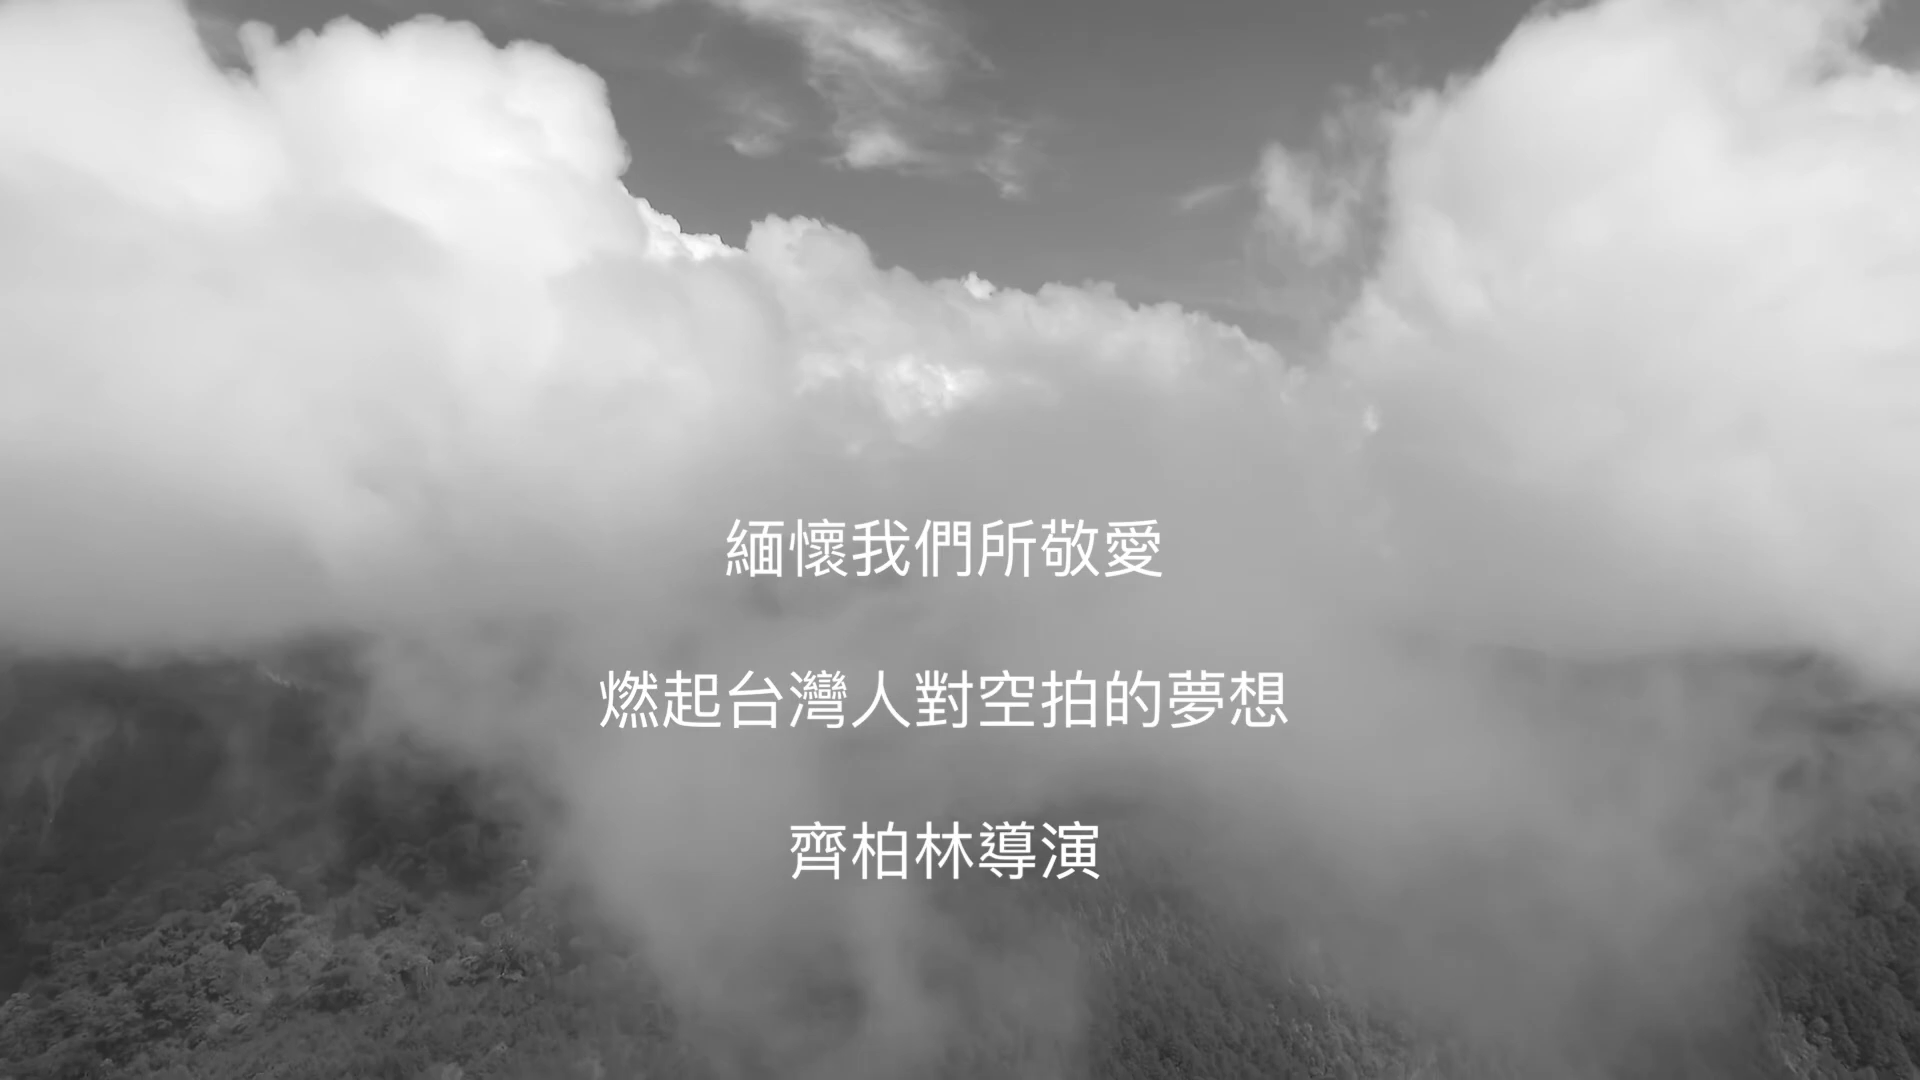 緬懷我們所敬愛
燃起台灣人對空拍的夢想
齊柏林導演